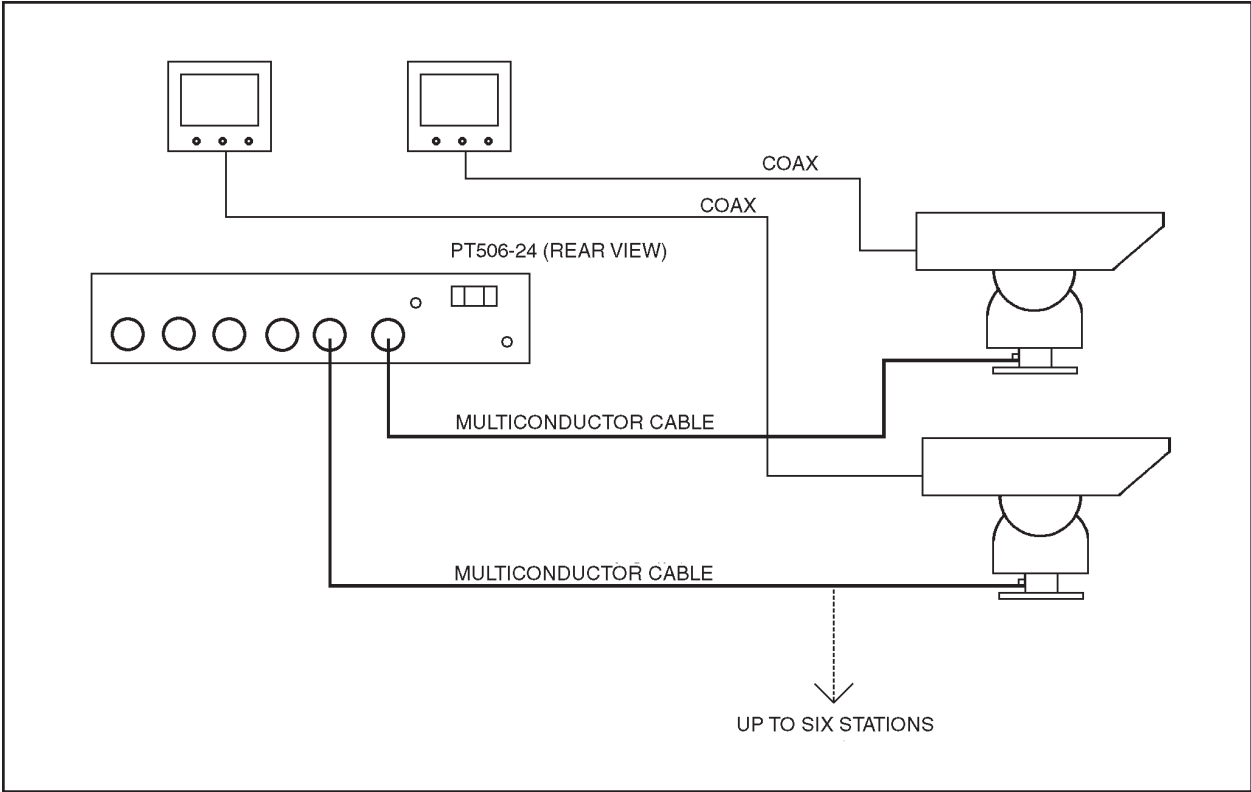 COAX
COAX
PT506-24 (REAR VIEW)
MULTICONDUCTOR CABLE
MULTICONDUCTOR CABLE
UP TO SIX STATIONS